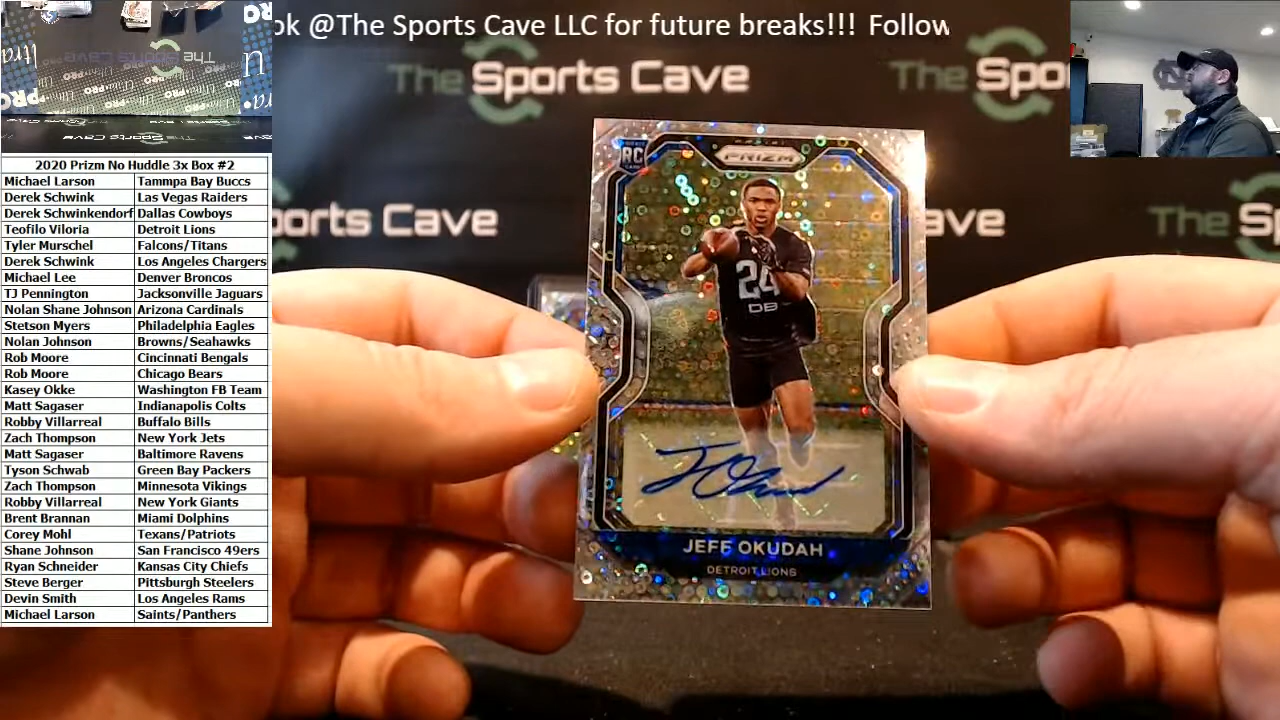 ok @The Sports Cave LLC for future breaks!!! Follow
The Sports Cave
The Spo
ports Cave
ave
The Sports
2020 Prizm No Huddle 3x Box #2
Michael Larson Tammpa Bay Buccs
Derek Schwink Las Vegas Raiders
Derek Schwinkendorf Dallas Cowboys
Teofilo Viloria Detroit Lions
Tyler Murschel Falcons/Titans
Derek Schwink Los Angeles Chargers
Michael Lee Denver Broncos
TJ Pennington Jacksonville Jaguars
Nolan Shane Johnson Arizona Cardinals
Stetson Myers Philadelphia Eagles
Nolan Johnson Browns/Seahawks
Rob Moore Cincinnati Bengals
Rob Moore Chicago Bears
Kasey Okke Washington FB Team
Matt Sagaser Indianapolis Colts
Robby Villarreal Buffalo Bills
Zach Thompson New York Jets
Matt Sagaser Baltimore Ravens
Tyson Schwab Green Bay Packers
Zach Thompson Minnesota Vikings
Robby Villarreal New York Giants
Brent Brannan Miami Dolphins
Corey Mohl Texans/Patriots
Shane Johnson San Francisco 49ers
Ryan Schneider Kansas City Chiefs
Steve Berger Pittsburgh Steelers
Devin Smith Los Angeles Rams
Michael Larson Saints/Panthers
RC
PRIZM
24
DB
JEFF OKUDAH
DETROIT LIONS